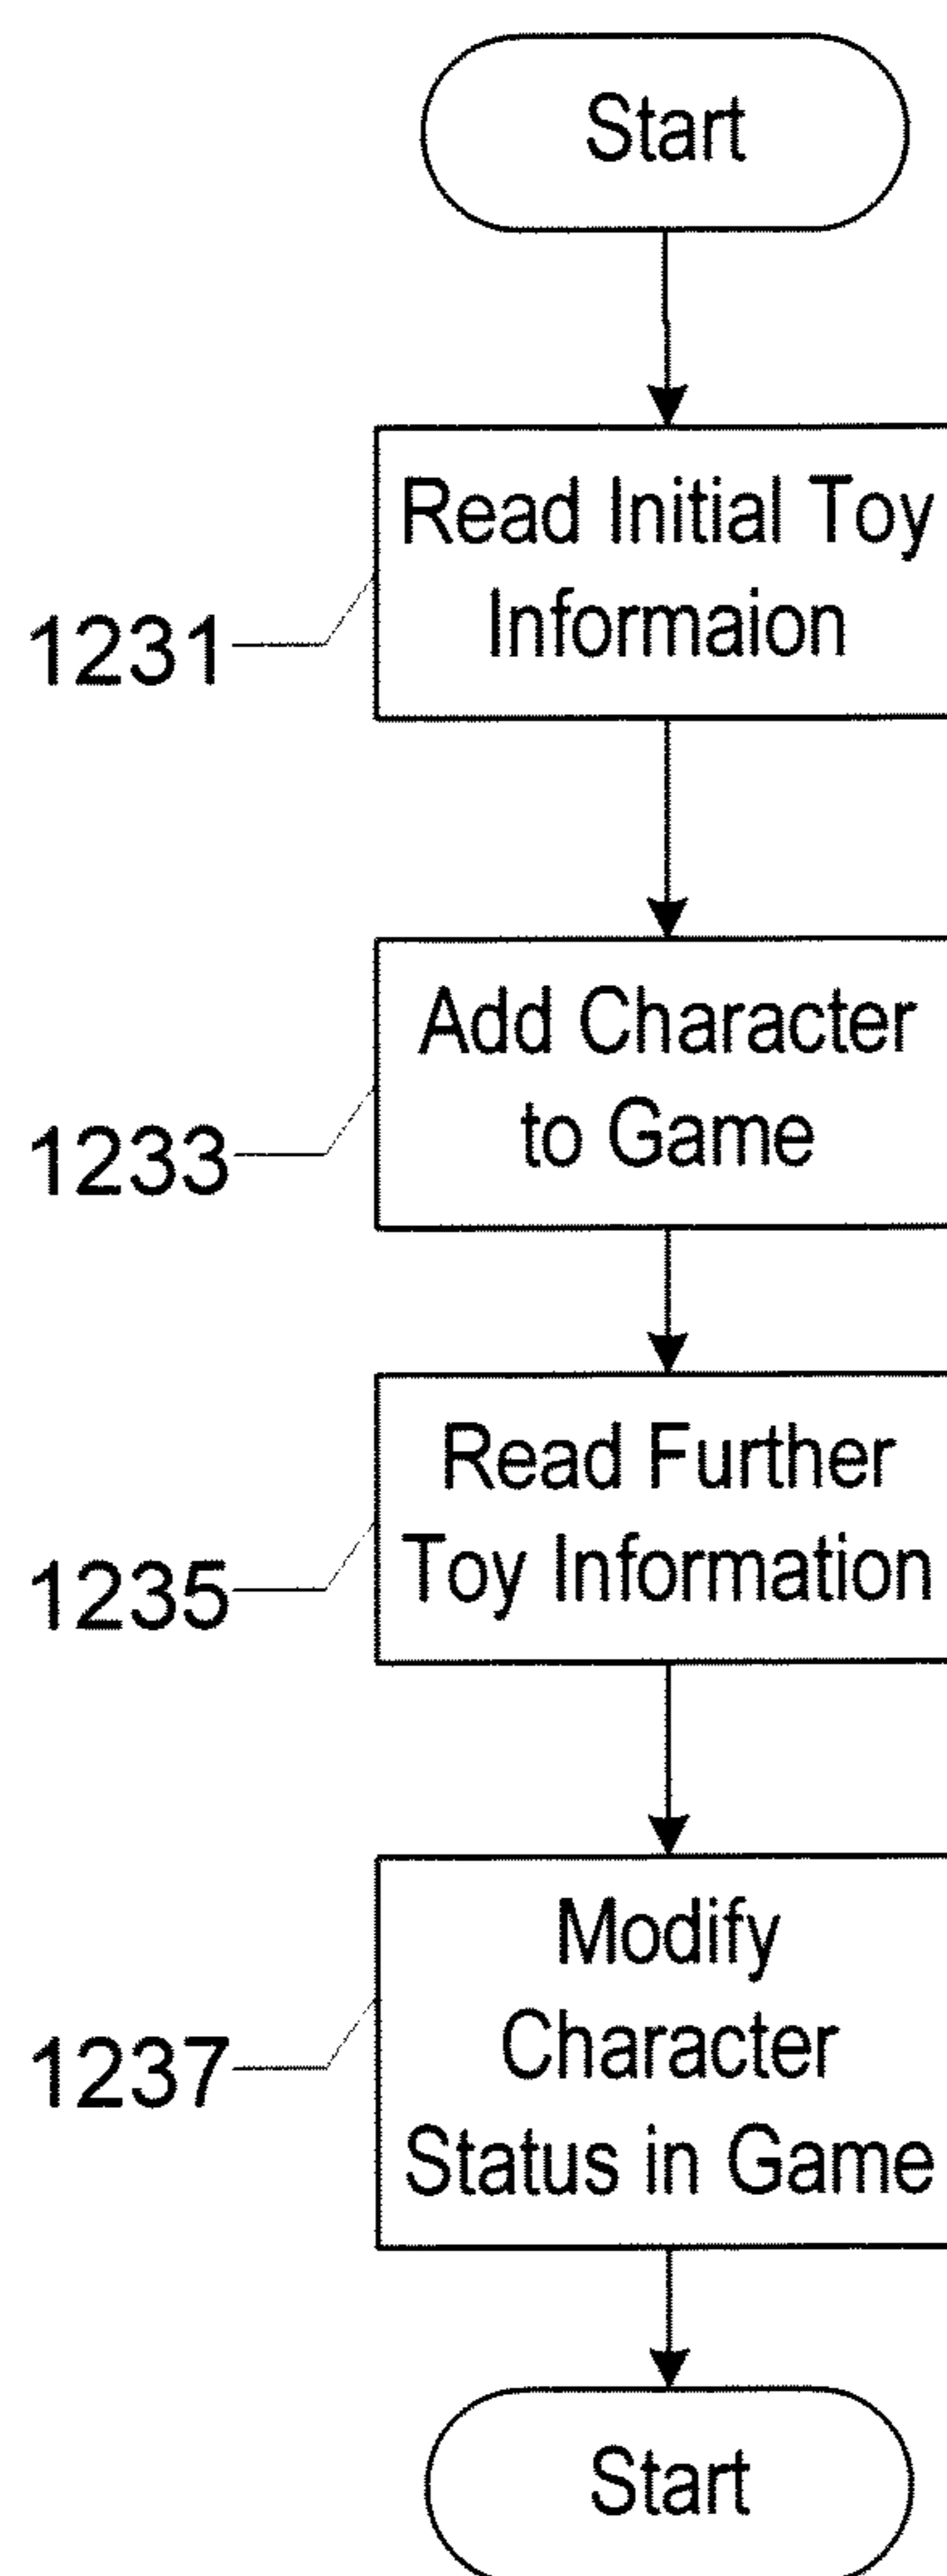 Start
Read Initial Toy
Informaion
1231
Add Character
to Game
1233
Read Further
Toy Information
1235
Modify
Character
Status in Game
1237
Start